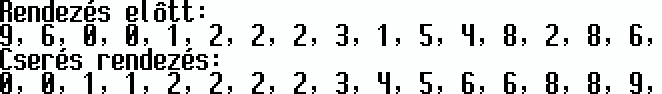 Rendezés előtt:
9, 6, 0, 0, 1, 2, 2, 2, 3, 1, 5, 4, 8, 2, 8, 6,
Cserés rendezés:
0, 0, 1, 1, 2, 2, 2, 2, 3, 4, 5, 6, 6, 8, 8, 9,